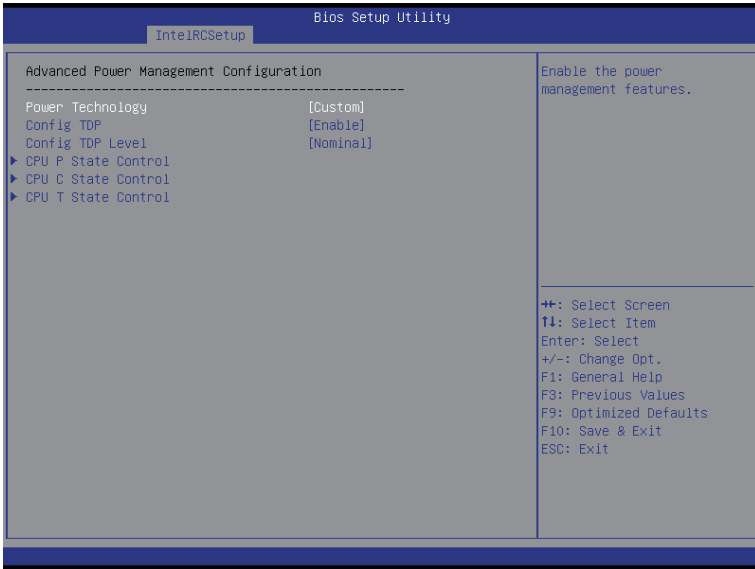 Bios Setup Utility
IntelRCSetup
Advanced Power Management Configuration
--------------------------------------------------
Power Technology [Custom]
Config TDP [Enable]
Config TDP Level [Nominal]
CPU P State Control
CPU C State Control
CPU T State Control
Enable the power
management features.
→←: Select Screen
↑↓: Select Item
Enter: Select
+/-: Change Opt.
F1: General Help
F3: Previous Values
F9: Optimized Defaults
F10: Save & Exit
ESC: Exit